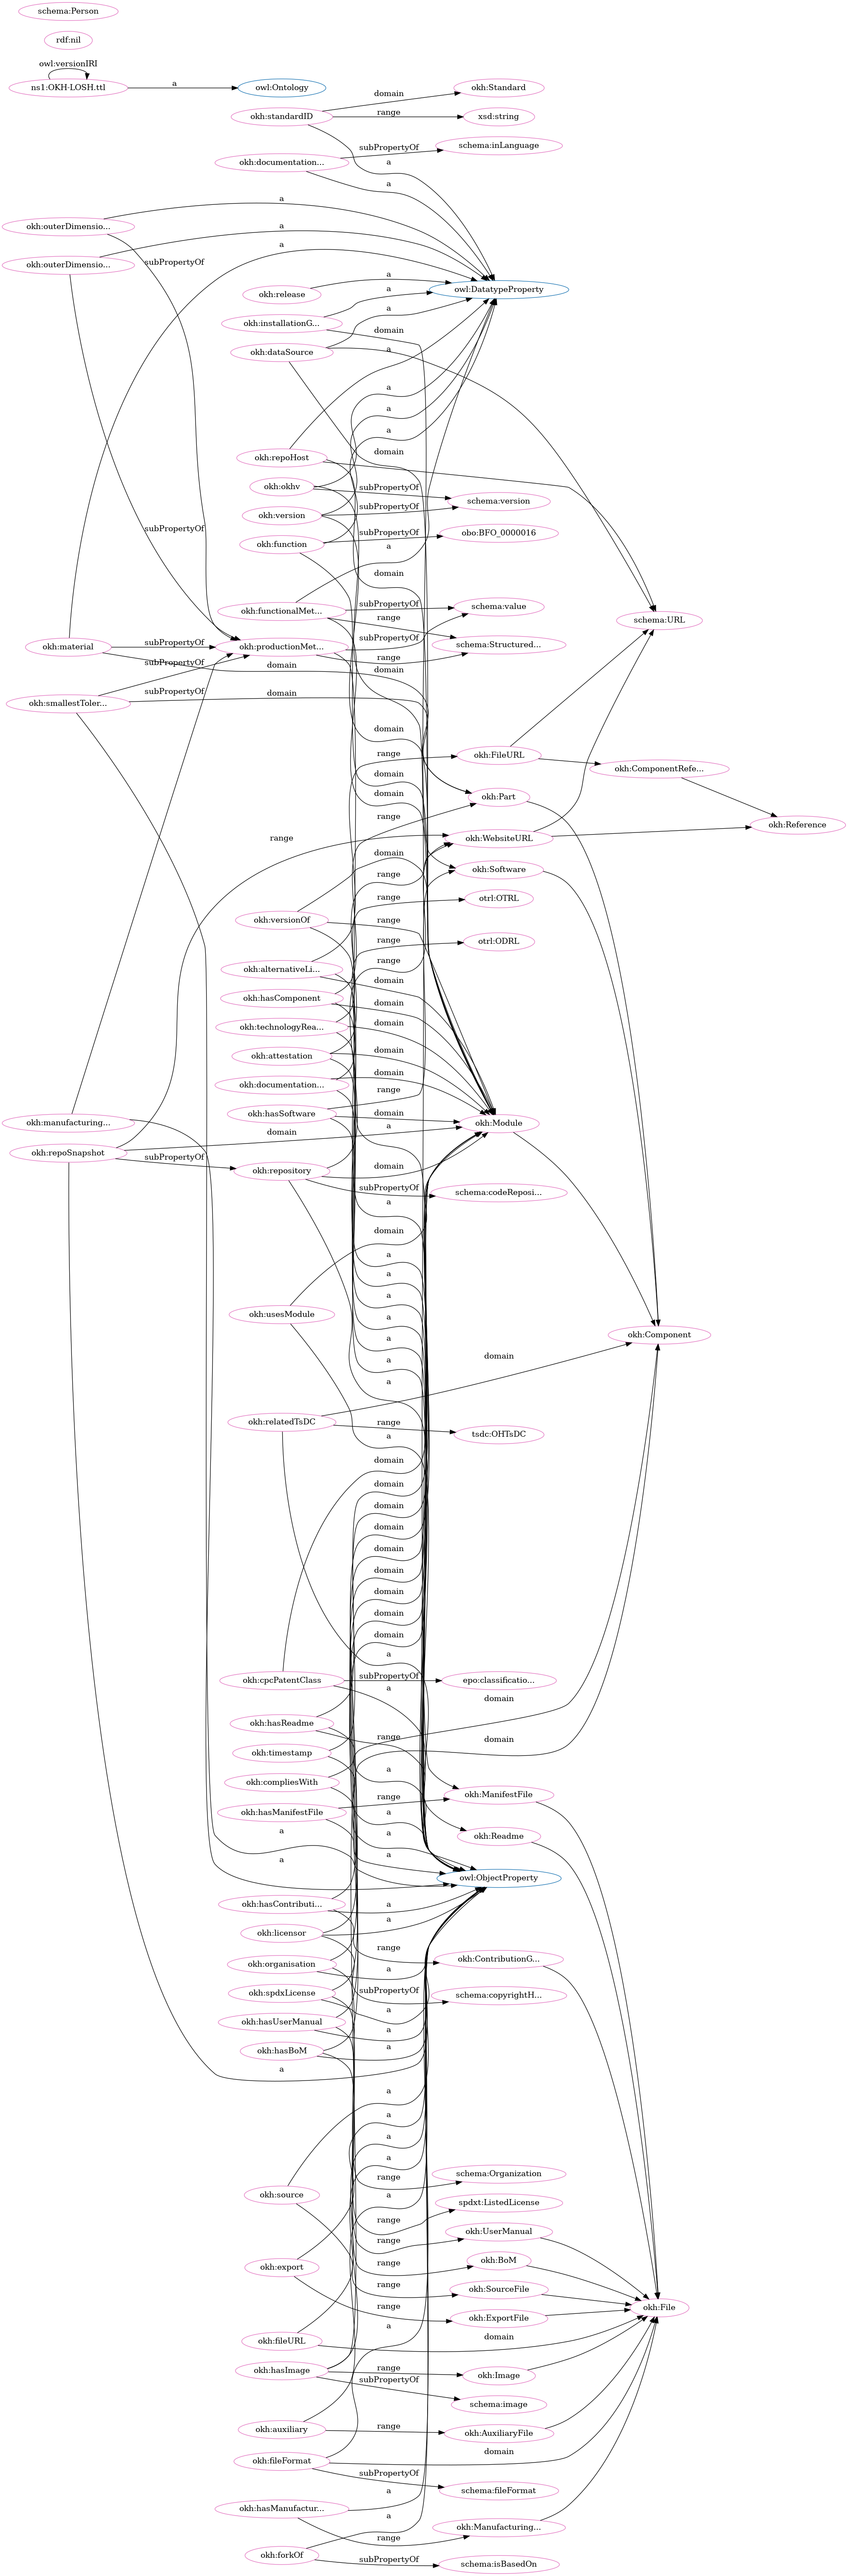 schema:Person
rdf:nil
owl:versionIRI
ns1:OKH-LOSH.ttl
a
owl:Ontology
okh:Standard
domain
okh:standardID
range
xsd:string
schema:inLanguage
subPropertyOf
okh:documentation...
a
a
okh:outerDimensio...
a
a
subPropertyOf
okh:outerDimensio...
a
okh:release
a
owl:DatatypeProperty
a
okh:installationG...
a
domain
okh:dataSource
a
a
a
a
domain
okh:repoHost
okh:okhv
subPropertyOf
schema:version
subPropertyOf
okh:version
subPropertyOf
subPropertyOf
obo:BFO_0000016
okh:function
a
domain
subPropertyOf
schema:value
okh:functionalMet...
range
schema:URL
subPropertyOf
schema:Structured...
okh:material
subPropertyOf
okh:productionMet...
range
subPropertyOf
domain
domain
subPropertyOf
domain
okh:smallestToler...
domain
range
okh:FileURL
okh:ComponentRefe...
domain
domain
okh:Part
range
okh:Reference
range
okh:WebsiteURL
domain
okh:Software
range
range
otrl:OTRL
okh:versionOf
range
otrl:ODRL
range
okh:alternativeLi...
domain
okh:hasComponent
domain
okh:technologyRea...
domain
okh:attestation
domain
okh:documentation...
domain
range
okh:hasSoftware
domain
okh:manufacturing...
a
okh:Module
domain
okh:repoSnapshot
subPropertyOf
okh:repository
domain
subPropertyOf
schema:codeReposi...
a
domain
a
a
a
okh:usesModule
a
okh:Component
a
domain
a
a
okh:relatedTsDC
range
tsdc:OHTsDC
a
domain
domain
domain
domain
domain
domain
domain
domain
domain
a
okh:cpcPatentClass
subPropertyOf
epo:classificatio...
a
domain
okh:hasReadme
range
domain
okh:timestamp
a
okh:compliesWith
range
okh:ManifestFile
okh:hasManifestFile
a
a
a
okh:Readme
a
a
owl:ObjectProperty
okh:hasContributi...
a
a
okh:licensor
range
okh:ContributionG...
okh:organisation
a
subPropertyOf
okh:spdxLicense
schema:copyrightH...
a
okh:hasUserManual
a
okh:hasBoM
a
a
a
a
a
a
schema:Organization
range
okh:source
a
spdxt:ListedLicense
range
okh:UserManual
range
okh:BoM
range
okh:export
range
okh:SourceFile
range
okh:ExportFile
okh:File
a
domain
okh:fileURL
okh:hasImage
range
okh:Image
subPropertyOf
schema:image
okh:auxiliary
range
okh:AuxiliaryFile
domain
okh:fileFormat
subPropertyOf
schema:fileFormat
a
okh:hasManufactur...
a
okh:Manufacturing...
range
okh:forkOf
subPropertyOf
schema:isBasedOn